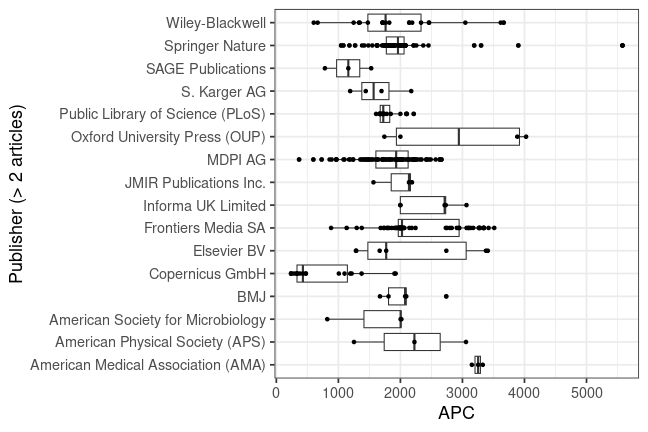 Publisher (> 2 articles)
Wiley-Blackwell
Springer Nature
SAGE Publications
S. Karger AG
Public Library of Science (PLoS)
Oxford University Press (OUP)
MDPI AG
JMIR Publications Inc.
Informa UK Limited
Frontiers Media SA
Elsevier BV
Copernicus GmbH
BMJ
American Society for Microbiology
American Physical Society (APS)
American Medical Association (AMA)
0 1000 2000 3000 4000 5000
APC